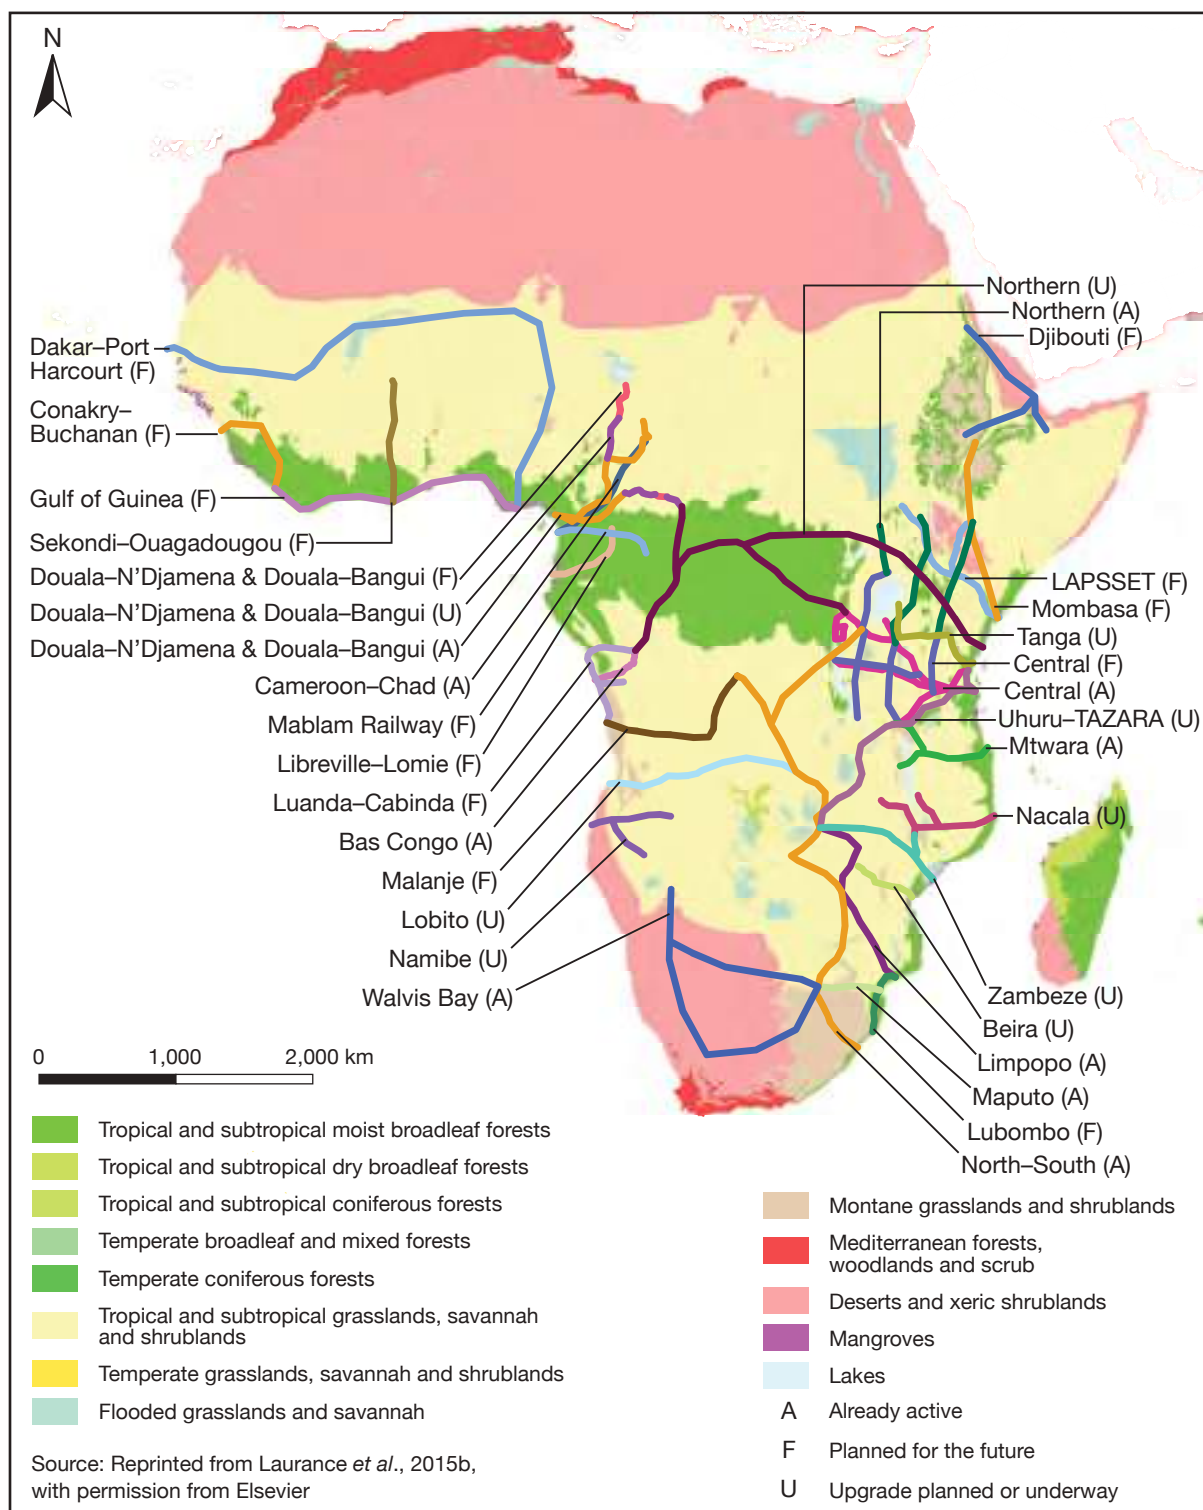 N
Northern (U)
Northern (A)
Djibouti (F)
Dakar–Port
Harcourt (F)
Conakry–
Buchanan (F)
Gulf of Guinea (F)
Sekondi–Ouagadougou (F)
Douala–N'Djamena & Douala–Bangui (F)
Douala–N'Djamena & Douala–Bangui (U)
Douala–N'Djamena & Douala–Bangui (A)
Cameroon–Chad (A)
Mablam Railway (F)
Libreville–Lomie (F)
Luanda–Cabinda (F)
Bas Congo (A)
Malanje (F)
Lobito (U)
Namibe (U)
Walvis Bay (A)
LAPSSET (F)
Mombasa (F)
Tanga (U)
Central (F)
Central (A)
Uhuru–TAZARA (U)
Mtwara (A)
Nacala (U)
Zambeze (U)
Beira (U)
Limpopo (A)
Maputo (A)
Lubombo (F)
North–South (A)
0 1,000 2,000 km
Tropical and subtropical moist broadleaf forests
Tropical and subtropical dry broadleaf forests
Tropical and subtropical coniferous forests
Temperate broadleaf and mixed forests
Temperate coniferous forests
Tropical and subtropical grasslands, savannah
and shrublands
Temperate grasslands, savannah and shrublands
Flooded grasslands and savannah
Montane grasslands and shrublands
Mediterranean forests,
woodlands and scrub
Deserts and xeric shrublands
Mangroves
Lakes
A Already active
F Planned for the future
U Upgrade planned or underway
Source: Reprinted from Laurance et al., 2015b,
with permission from Elsevier